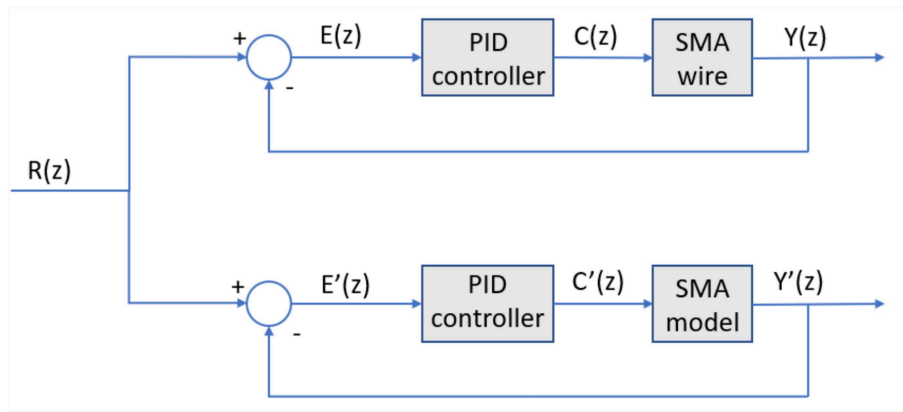 +
E(z)
PID
controller
C(z)
SMA
wire
Y(z)
-
R(z)
+
E’(z)
PID
controller
C’(z)
SMA
model
Y’(z)
-